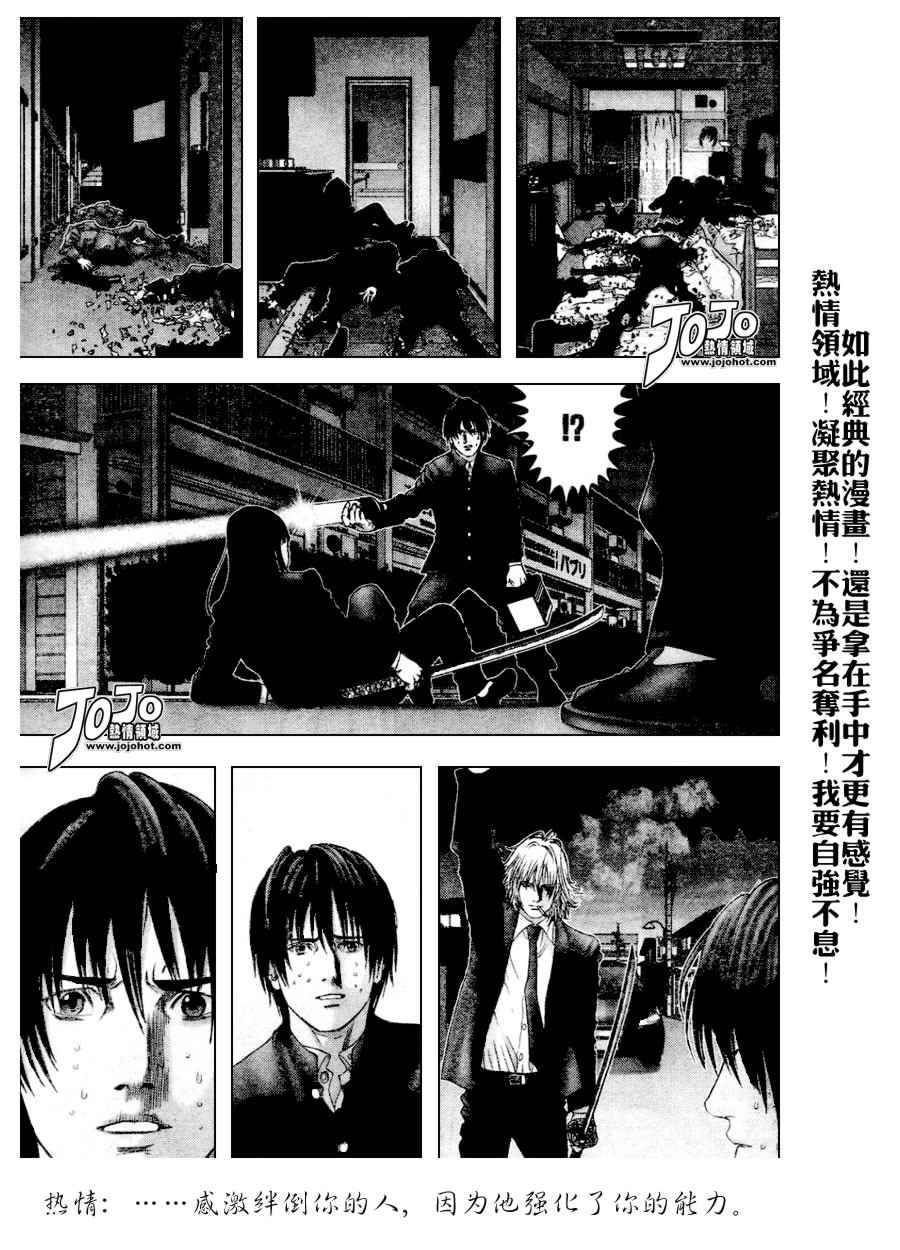 JOJO
熱情領域
www.jojohot.com
!?
パブリ
JOJO
熱情領域
www.jojohot.com
如此經典的漫畫！還是拿在手中才更有感覺！
熱情領域！凝聚熱情！不為爭名奪利！我要自強不息！
热情：……感激绊倒你的人，因为他强化了你的能力。